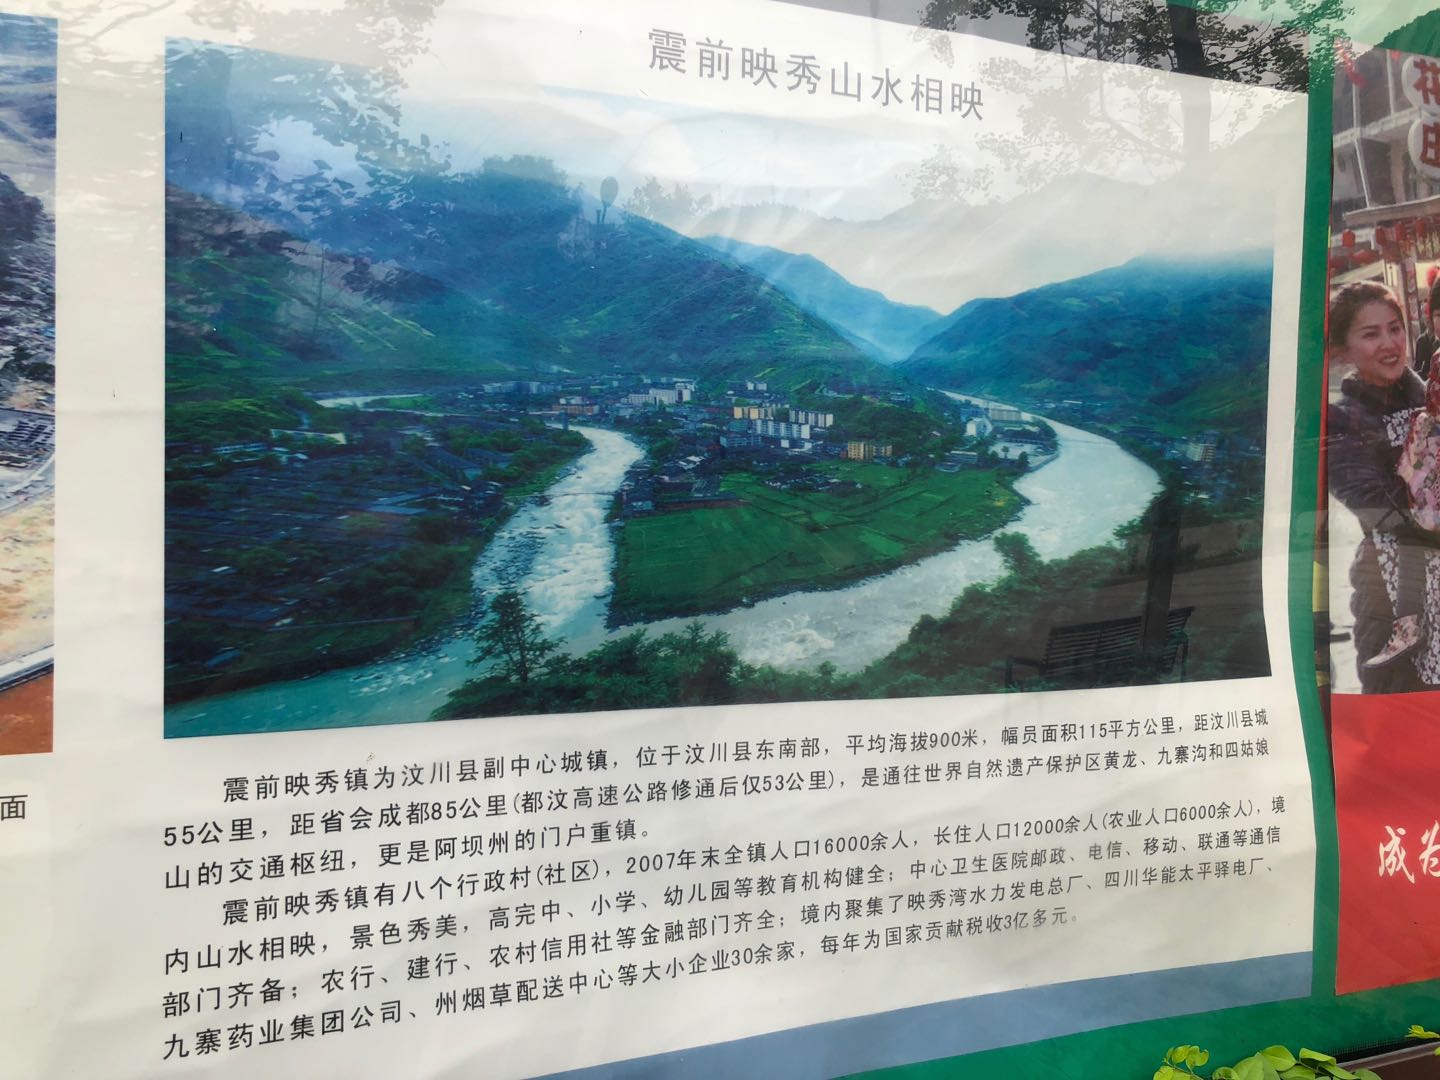 震前映秀山水相映
震前映秀镇为汶川县副中心城镇，位于汶川县东南部，平均海拔900米，幅员面积115平方公里，距汶川县城
55公里，距省会成都85公里(都汶高速公路修通后仅53公里)，是通往世界自然遗产保护区黄龙、九寨沟和四姑娘
山的交通枢纽，更是阿坝州的门户重镇。
震前映秀镇有八个行政村(社区)，2007年末全镇人口16000余人，长住人口12000余人(农业人口6000余人)，境
内山水相映，景色秀美，高完中、小学、幼儿园等教育机构健全；中心卫生医院邮政、电信、移动、联通等通信
部门齐备；农行、建行、农村信用社等金融部门齐全；境内聚集了映秀湾水力发电总厂、四川华能太平驿电厂、
九寨药业集团公司、州烟草配送中心等大小企业30余家，每年为国家贡献税收3亿多元。
面
成为